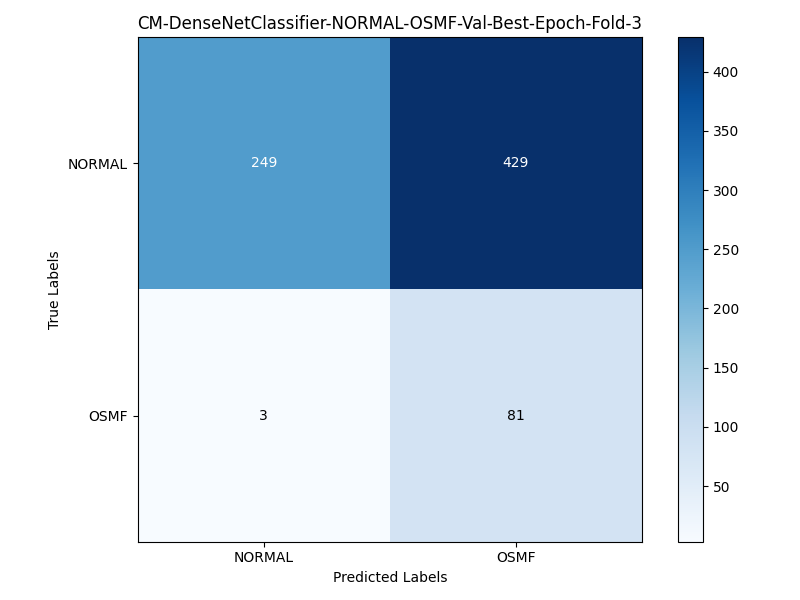 CM-DenseNetClassifier-NORMAL-OSMF-Val-Best-Epoch-Fold-3
NORMAL
OSMF
True Labels
249
429
3
81
NORMAL
OSMF
Predicted Labels
400
350
300
250
200
150
100
50